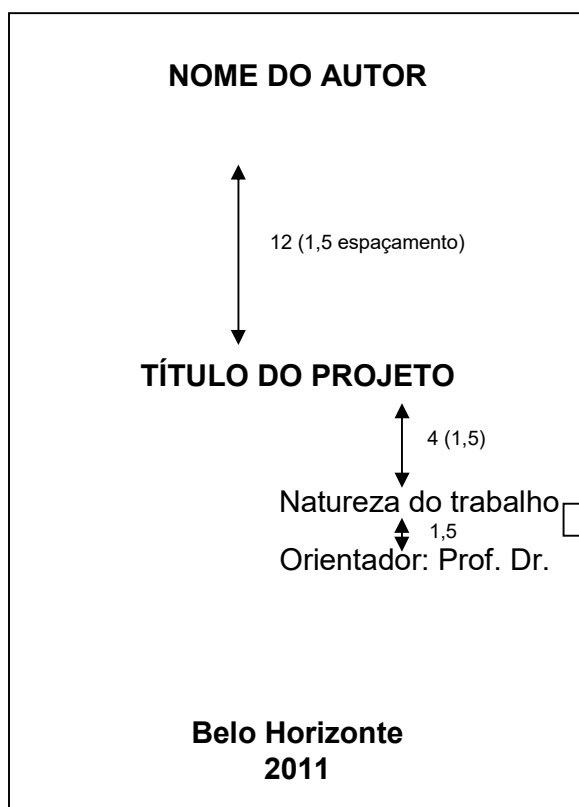 NOME DO AUTOR
12 (1,5 espaçamento)
TÍTULO DO PROJETO
4 (1,5)
Natureza do trabalho
1,5
Orientador: Prof. Dr.
Belo Horizonte
2011